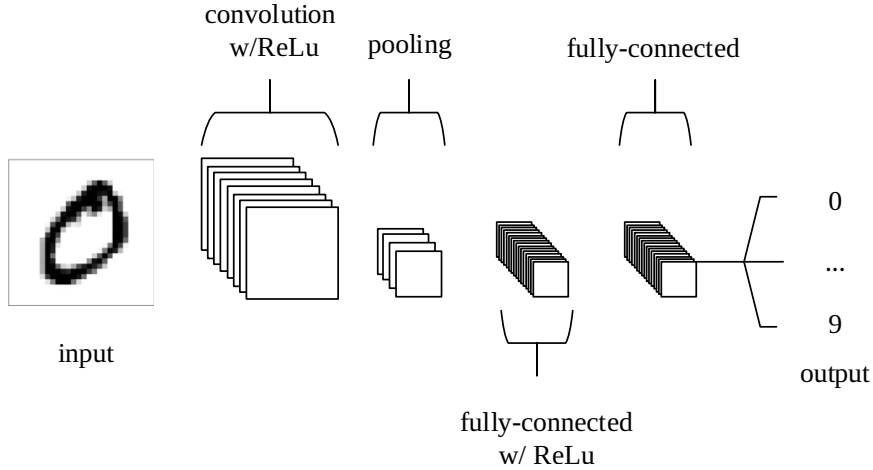 convolution
w/ReLu
pooling
fully-connected
0
...
9
input
output
fully-connected
w/ ReLu